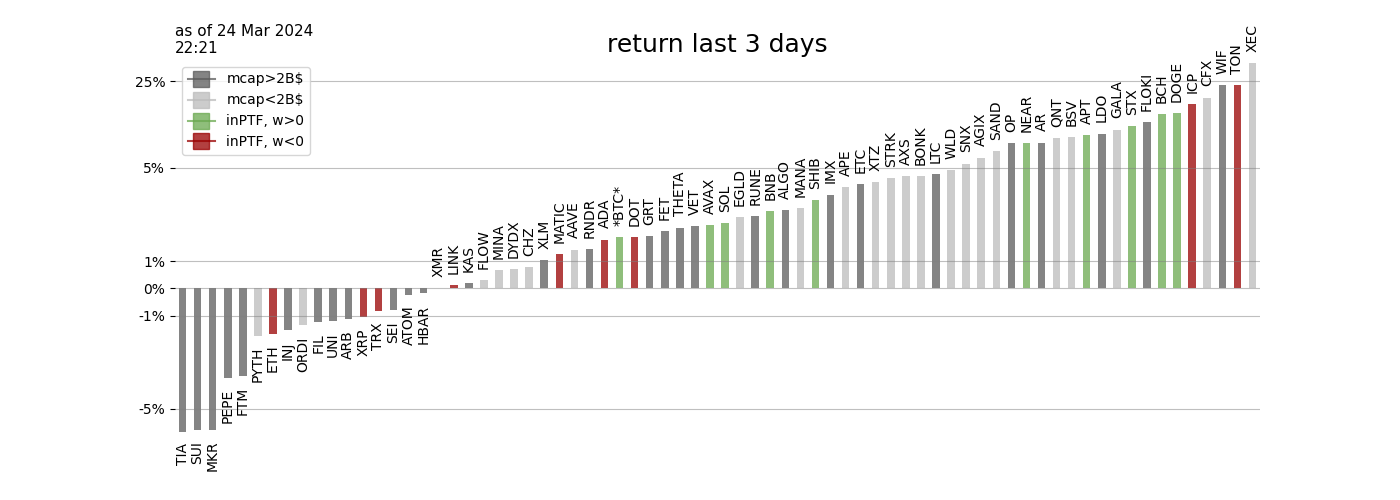 as of 24 Mar 2024
22:21
return last 3 days
mcap>2B$
mcap<2B$
inPTF, w>0
inPTF, w<0
25%
5%
1%
0%
-1%
-5%
TIA
SUI
MKR
PEPE
FTM
PYTH
ETH
INJ
ORDI
FIL
UNI
ARB
XRP
TRX
SEI
ATOM
HBAR
XMR
LINK
KAS
FLOW
MINA
DYDX
CHZ
XLM
MATIC
AAVE
RNDR
ADA
*BTC*
DOT
GRT
FET
THETA
VET
AVAX
SOL
EGLD
RUNE
BNB
ALGO
MANA
SHIB
IMX
APE
ETC
XTZ
STRK
AXS
BONK
LTC
WLD
SNX
AGIX
SAND
OP
NEAR
AR
QNT
BSV
APT
LDO
GALA
STX
FLOKI
BCH
DOGE
ICP
CFX
WIF
TON
XEC